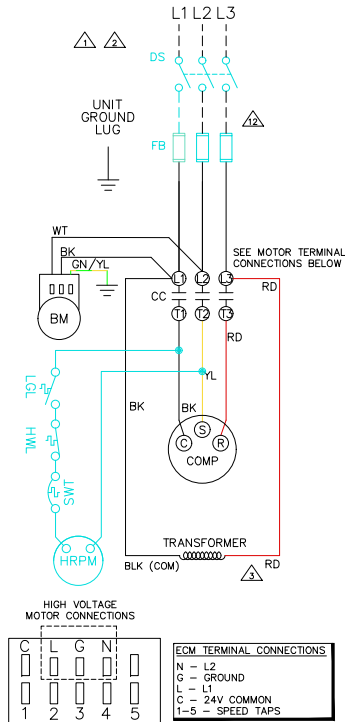 L1 L2 L3
1 2
DS
UNIT
GROUND
LUG
12
FB
WT
BK
GN/YL
SEE MOTOR TERMINAL
CONNECTIONS BELOW
L1 L2 L3
RD
CC
BM
T1 T2 T3
RD
YL
LGL
BK
BK
HWL
S
C
R
COMP
SWT
HRPM
TRANSFORMER
BLK (COM)
RD
3
HIGH VOLTAGE
MOTOR CONNECTIONS
C L G N
1 2 3 4 5
ECM TERMINAL CONNECTIONS
N - L2
G - GROUND
L - L1
C - 24V COMMON
1-5 - SPEED TAPS